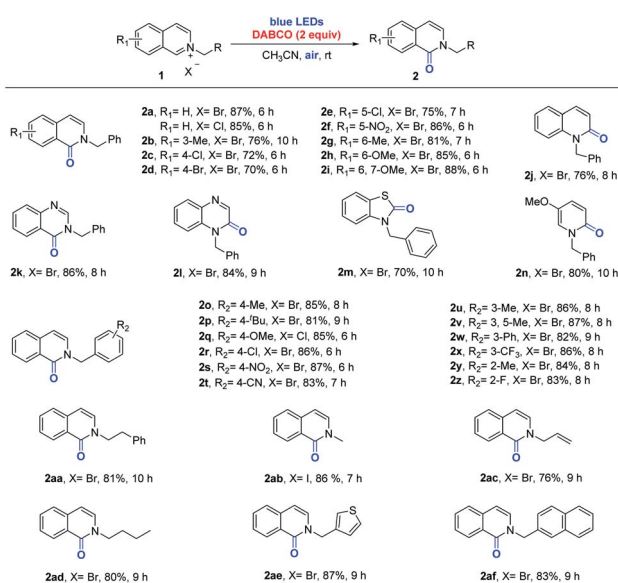 blue LEDs
DABCO (2 equiv)
CH₃CN, air, rt
R₁ N⁺ R X⁻ 1
R₁ N R O 2
R₁ N Ph O
2a, R₁= H, X= Br, 87%, 6 h
R₁= H, X= Cl, 85%, 6 h
2b, R₁= 3-Me, X= Br, 76%, 10 h
2c, R₁= 4-Cl, X= Br, 72%, 6 h
2d, R₁= 4-Br, X= Br, 70%, 6 h
2e, R₁= 5-Cl, X= Br, 75%, 7 h
2f, R₁= 5-NO₂, X= Br, 86%, 6 h
2g, R₁= 6-Me, X= Br, 81%, 7 h
2h, R₁= 6-OMe, X= Br, 85%, 6 h
2i, R₁= 6, 7-OMe, X= Br, 88%, 6 h
N O Ph
2j, X= Br, 76%, 8 h
N N Ph O
2k, X= Br, 86%, 8 h
N N O Ph
2l, X= Br, 84%, 9 h
S O N
2m, X= Br, 70%, 10 h
MeO N O Ph
2n, X= Br, 80%, 10 h
N O R₂
2o, R₂= 4-Me, X= Br, 85%, 8 h
2p, R₂= 4-ᵗBu, X= Br, 81%, 9 h
2q, R₂= 4-OMe, X= Cl, 85%, 6 h
2r, R₂= 4-Cl, X= Br, 86%, 6 h
2s, R₂= 4-NO₂, X= Br, 87%, 6 h
2t, R₂= 4-CN, X= Br, 83%, 7 h
2u, R₂= 3-Me, X= Br, 86%, 8 h
2v, R₂= 3, 5-Me, X= Br, 87%, 8 h
2w, R₂= 3-Ph, X= Br, 82%, 9 h
2x, R₂= 3-CF₃, X= Br, 86%, 8 h
2y, R₂= 2-Me, X= Br, 84%, 8 h
2z, R₂= 2-F, X= Br, 83%, 8 h
N Ph O
2aa, X= Br, 81%, 10 h
N O
2ab, X= I, 86 %, 7 h
N O
2ac, X= Br, 76%, 9 h
N O
2ad, X= Br, 80%, 9 h
N S O
2ae, X= Br, 87%, 9 h
N O
2af, X= Br, 83%, 9 h